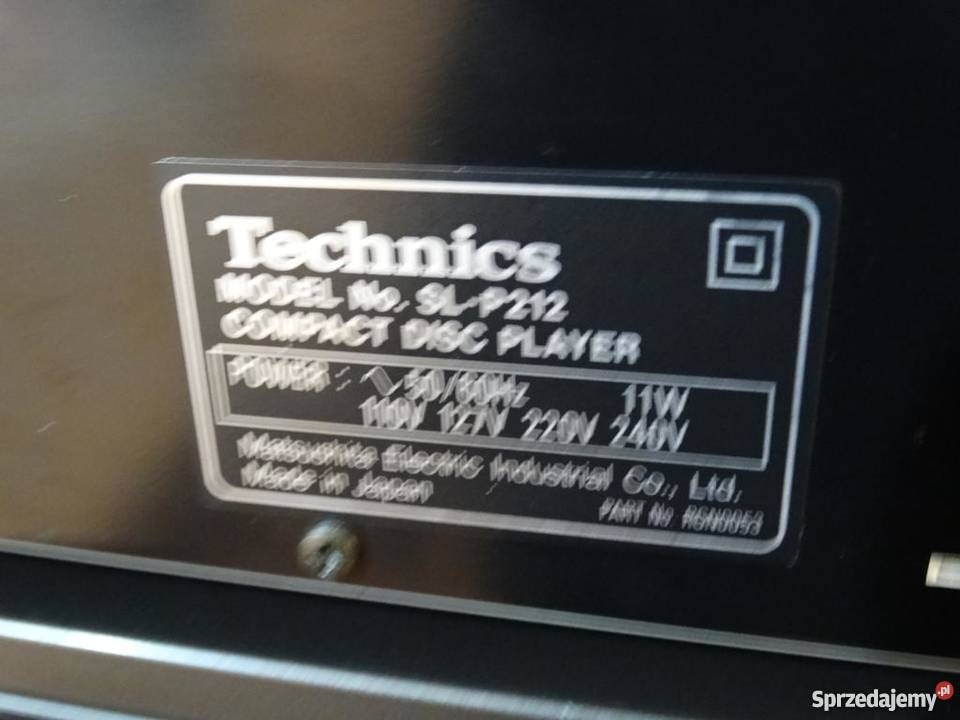 Technics
MODEL No. SL-P212
COMPACT DISC PLAYER
POWER: ∿ 50/60Hz 11W
110V 127V 220V 240V
Matsushita Electric Industrial Co., Ltd.
Made in Japan
PART No. RGN0053
Sprzedajemy.pl